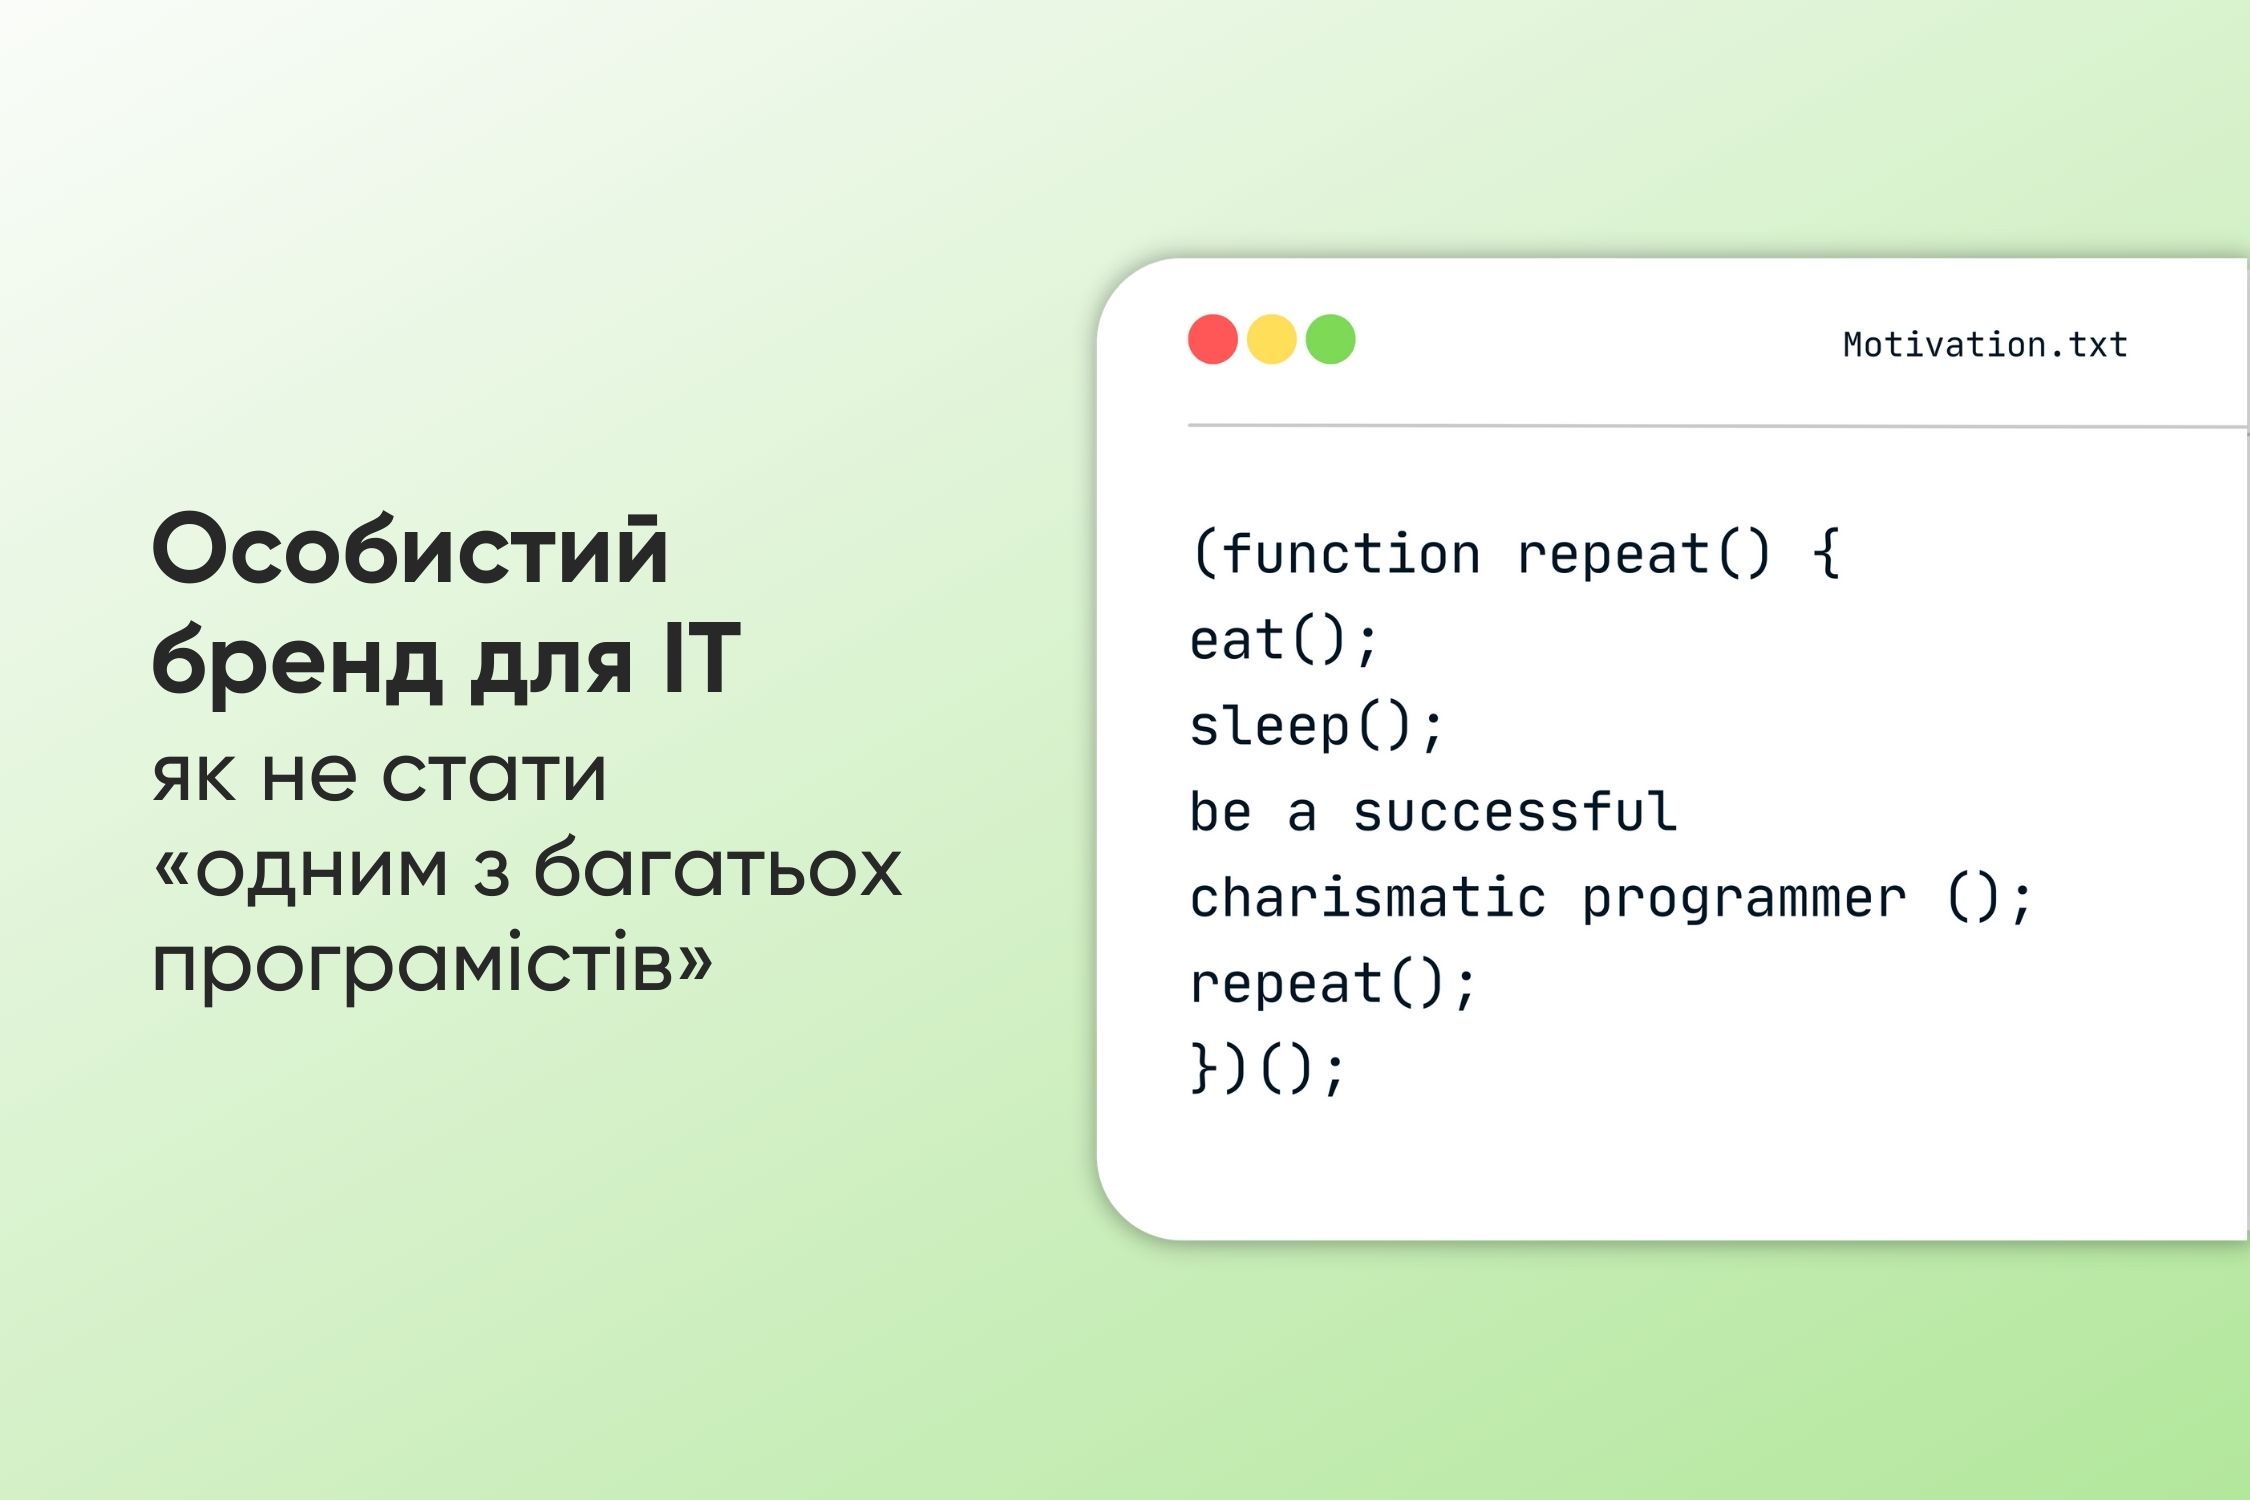 Особистий
бренд для ІТ
як не стати
«одним з багатьох
програмістів»
Motivation.txt
(function repeat() {
eat();
sleep();
be a successful
charismatic programmer ();
repeat();
})();